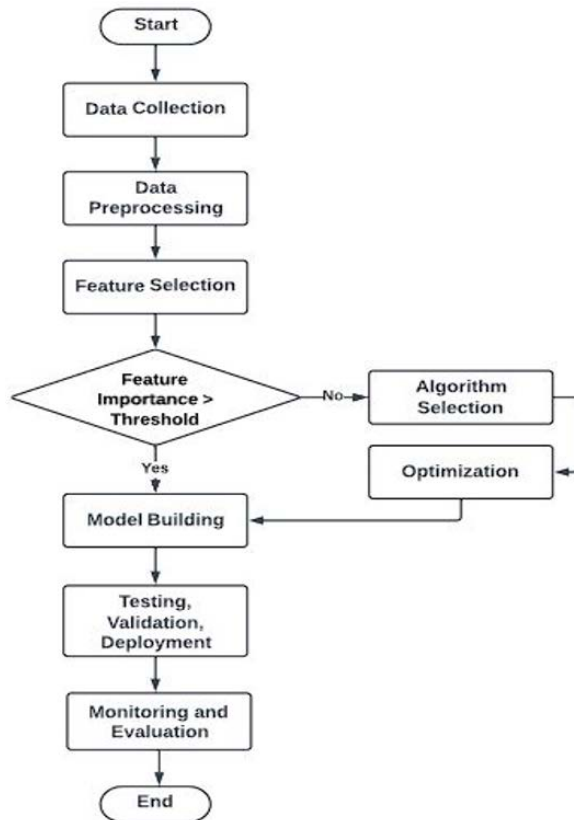 Start
Data Collection
Data
Preprocessing
Feature Selection
Feature
Importance >
Threshold
No
Algorithm
Selection
Yes
Optimization
Model Building
Testing,
Validation,
Deployment
Monitoring and
Evaluation
End